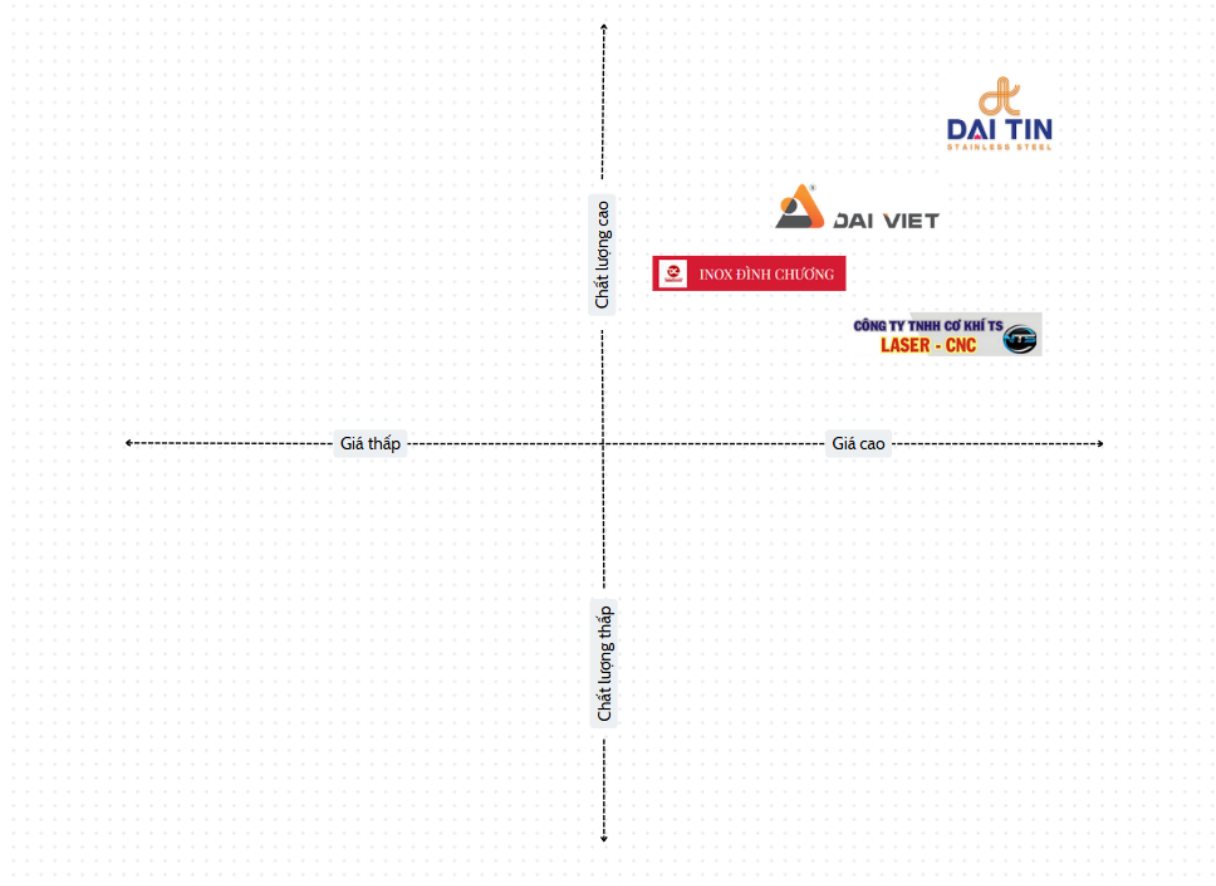 DAI TIN
STAINLESS STEEL
DAI VIET
Chất lượng cao
INOX ĐÌNH CHƯƠNG
CÔNG TY TNHH CƠ KHÍ TS
LASER - CNC
Giá thấp
Giá cao
Chất lượng thấp